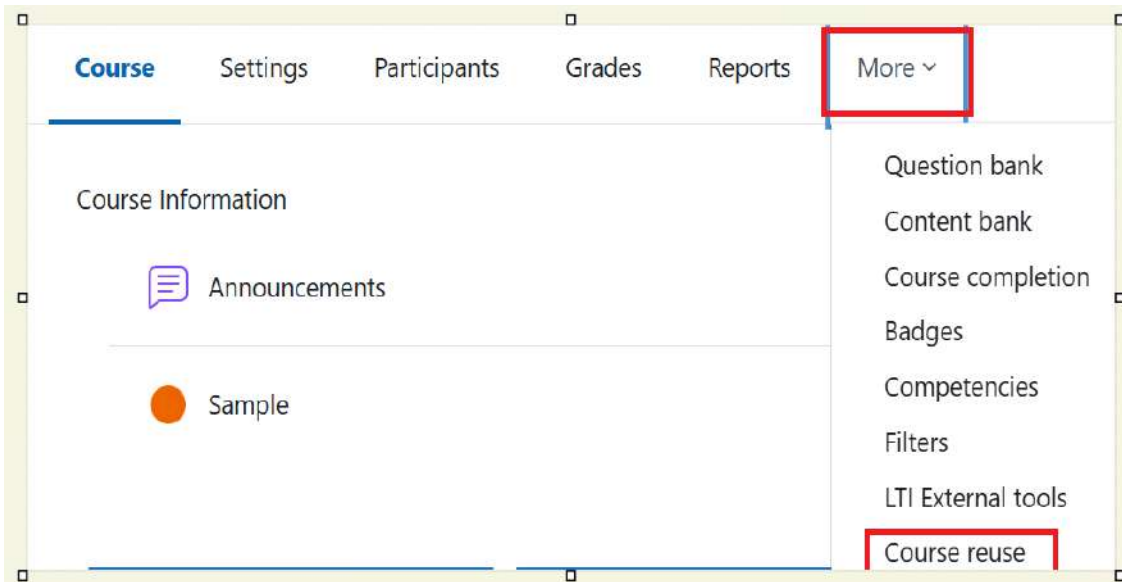 Course Settings Participants Grades Reports More
Course Information
Announcements
Sample
Question bank
Content bank
Course completion
Badges
Competencies
Filters
LTI External tools
Course reuse